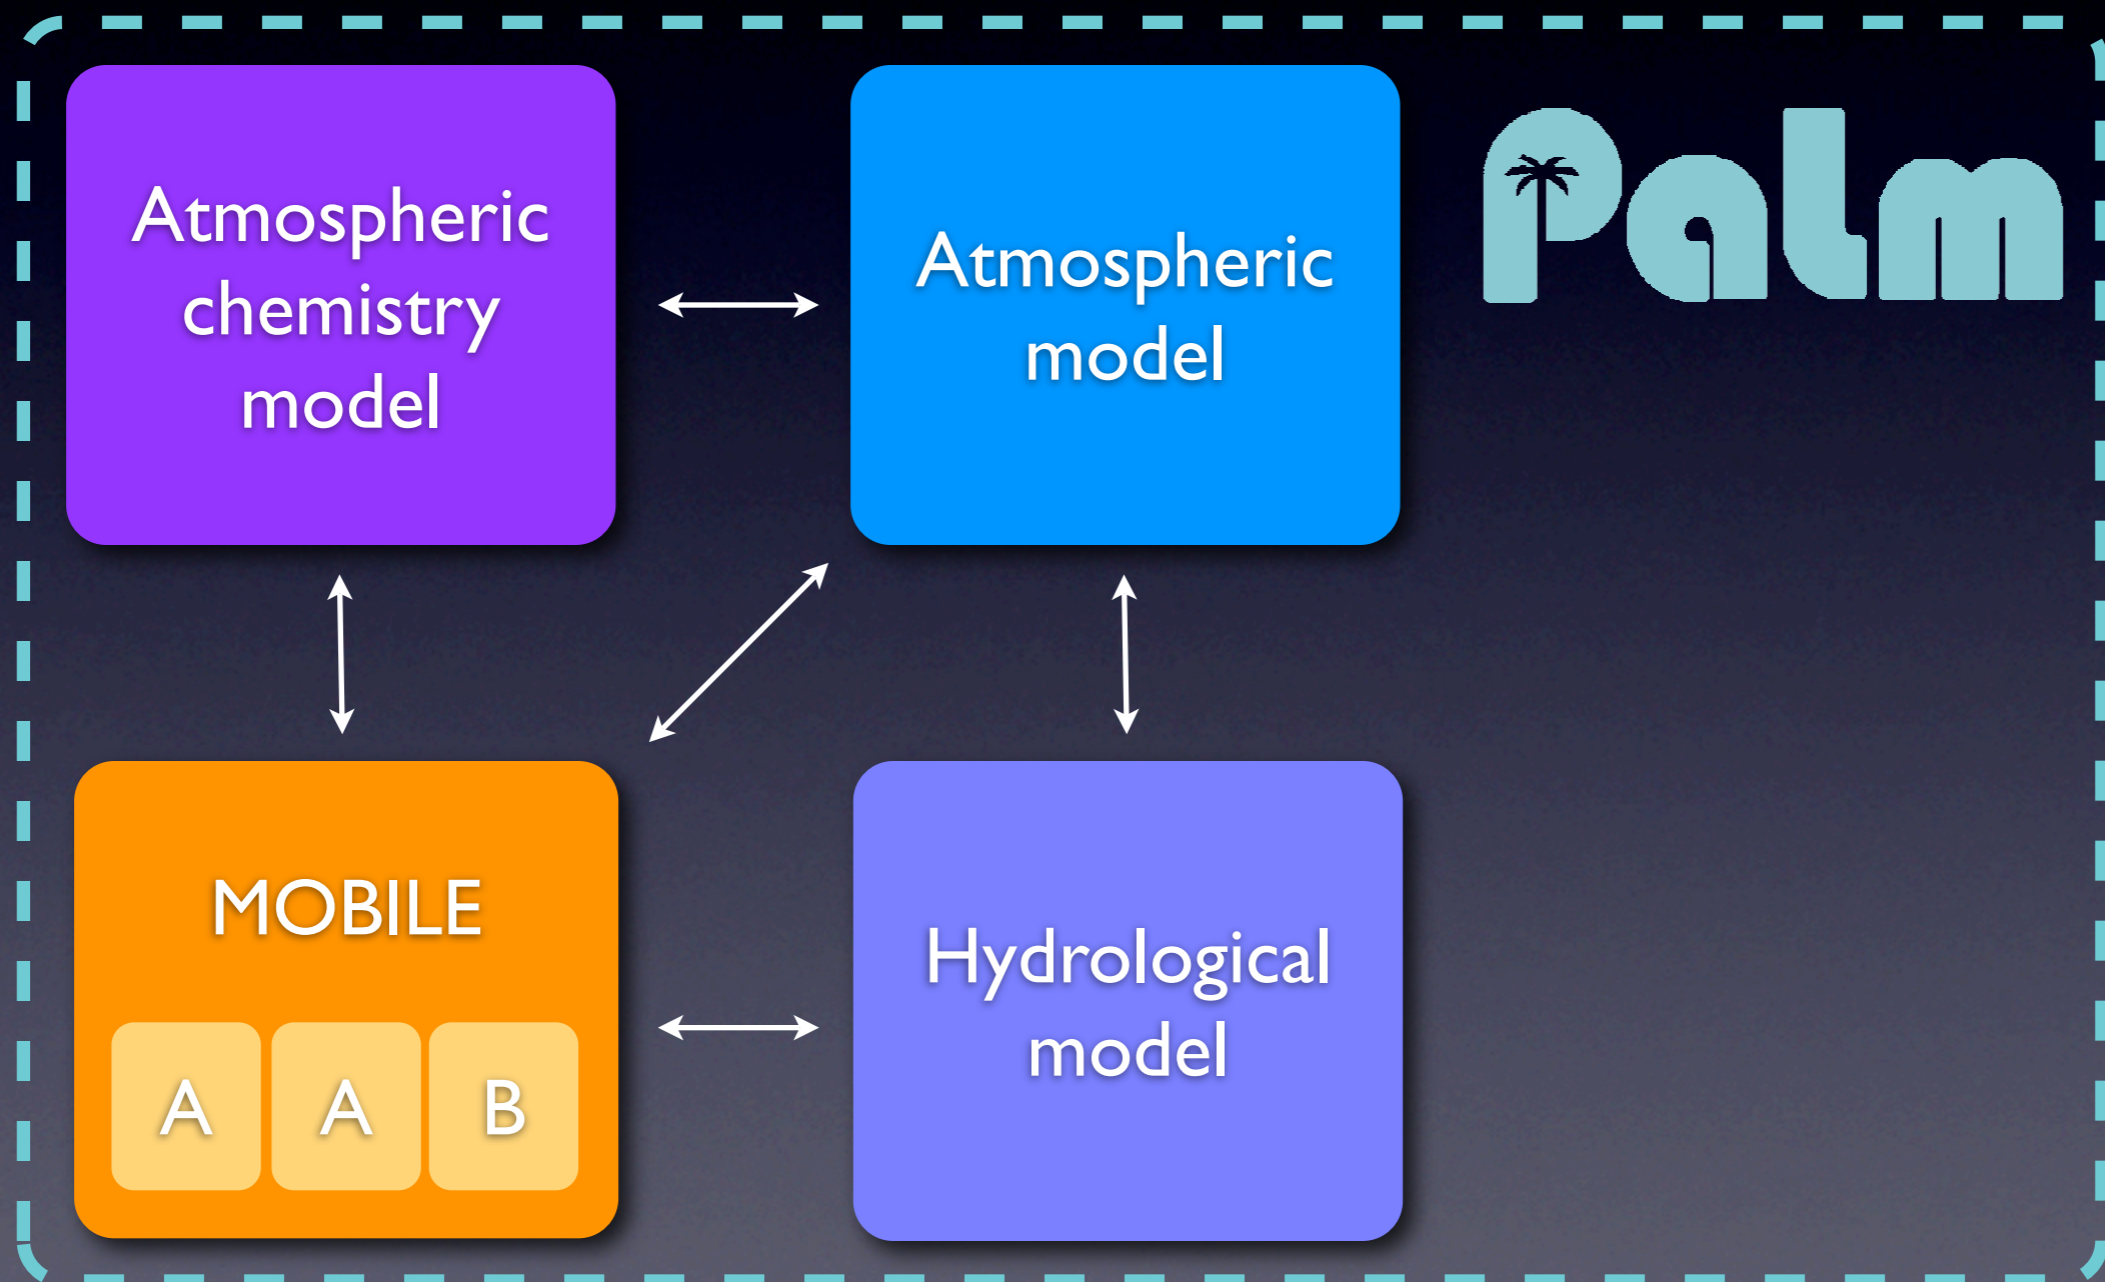 Atmospheric
chemistry
model
Atmospheric
model
PaLm
MOBILE
A A B
Hydrological
model